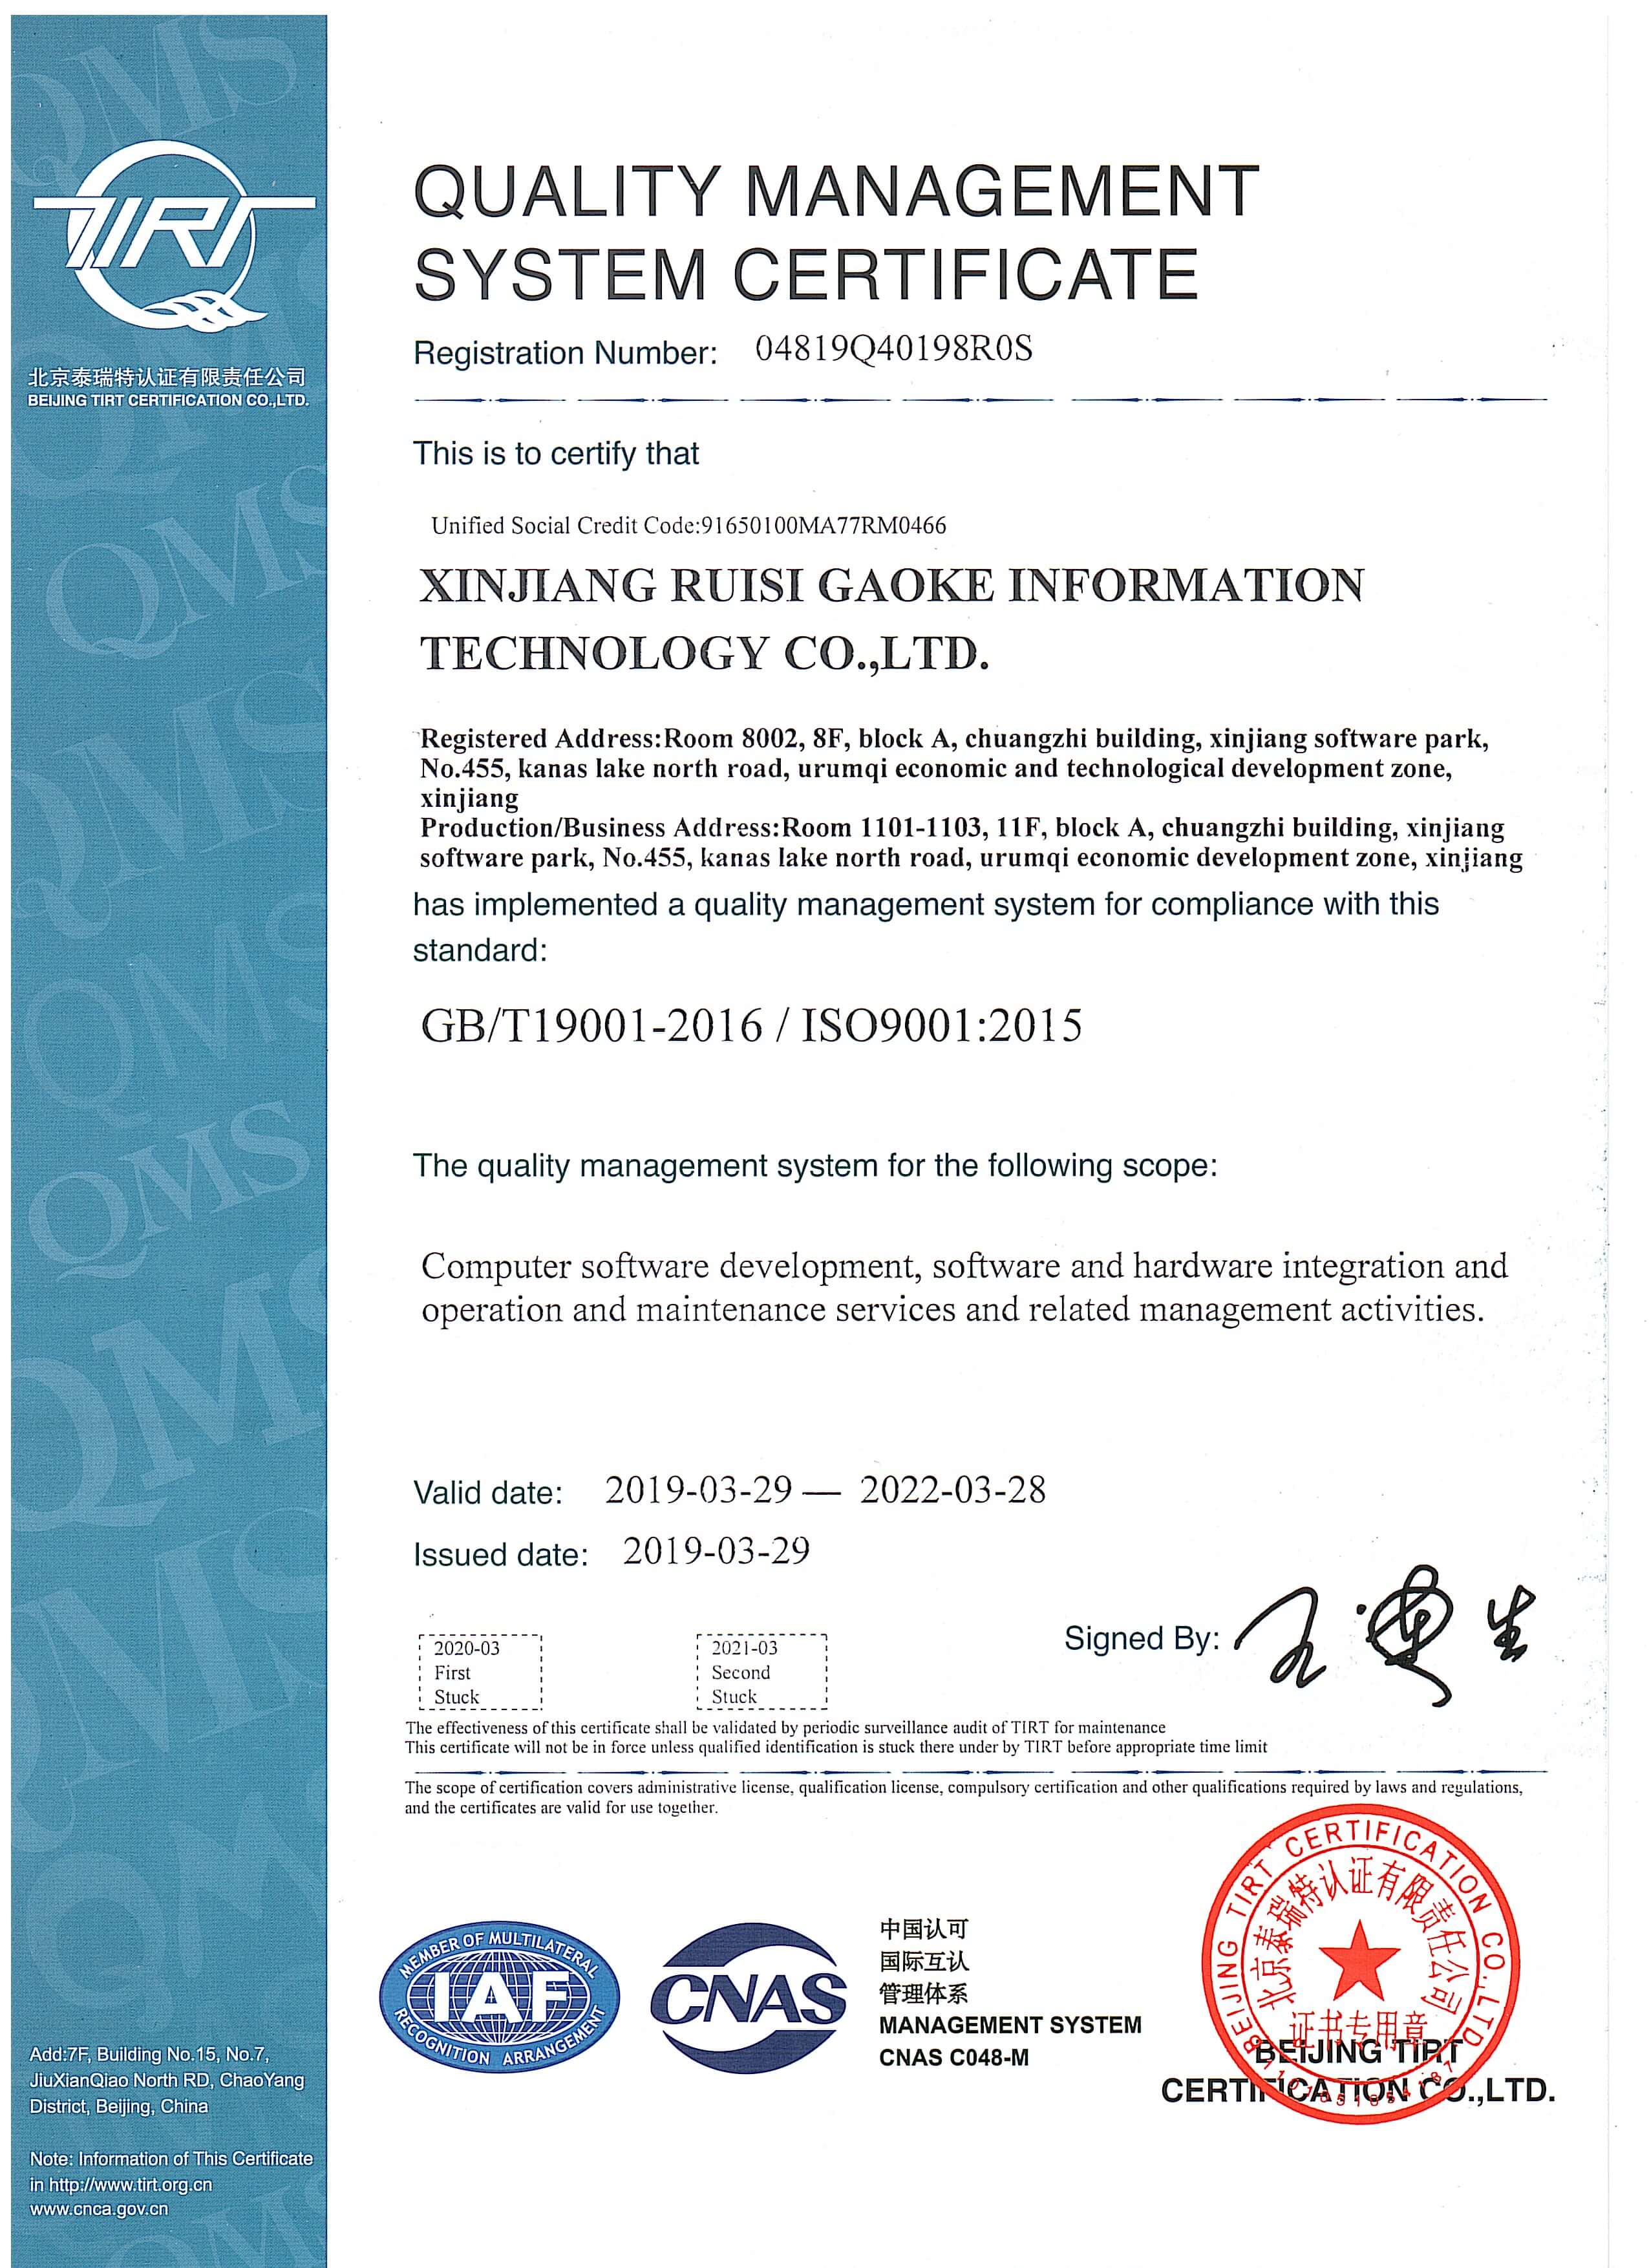 TIRT
北京泰瑞特认证有限责任公司
BEIJING TIRT CERTIFICATION CO.,LTD.
QUALITY MANAGEMENT
SYSTEM CERTIFICATE
Registration Number: 04819Q40198R0S
This is to certify that
Unified Social Credit Code:91650100MA77RM0466
XINJIANG RUISI GAOKE INFORMATION
TECHNOLOGY CO.,LTD.
Registered Address:Room 8002, 8F, block A, chuangzhi building, xinjiang software park,
No.455, kanas lake north road, urumqi economic and technological development zone,
xinjiang
Production/Business Address:Room 1101-1103, 11F, block A, chuangzhi building, xinjiang
software park, No.455, kanas lake north road, urumqi economic development zone, xinjiang
has implemented a quality management system for compliance with this
standard:
GB/T19001-2016 / ISO9001:2015
The quality management system for the following scope:
Computer software development, software and hardware integration and
operation and maintenance services and related management activities.
Valid date: 2019-03-29 — 2022-03-28
Issued date: 2019-03-29
2020-03
First
Stuck
2021-03
Second
Stuck
Signed By:
The effectiveness of this certificate shall be validated by periodic surveillance audit of TIRT for maintenance
This certificate will not be in force unless qualified identification is stuck there under by TIRT before appropriate time limit
The scope of certification covers administrative license, qualification license, compulsory certification and other qualifications required by laws and regulations,
and the certificates are valid for use together.
MEMBER OF MULTILATERAL
IAF
RECOGNITION ARRANGEMENT
CNAS
中国认可
国际互认
管理体系
MANAGEMENT SYSTEM
CNAS C048-M
BEIJING TIRT CERTIFICATION CO.,LTD
北京泰瑞特认证有限责任公司
证书专用章
BEIJING TIRT
CERTIFICATION CO.,LTD.
Add:7F, Building No.15, No.7,
JiuXianQiao North RD, ChaoYang
District, Beijing, China
Note: Information of This Certificate
in http://www.tirt.org.cn
www.cnca.gov.cn
QMS
QMS
QMS
QMS
QMS
QMS
QMS
QMS
QMS